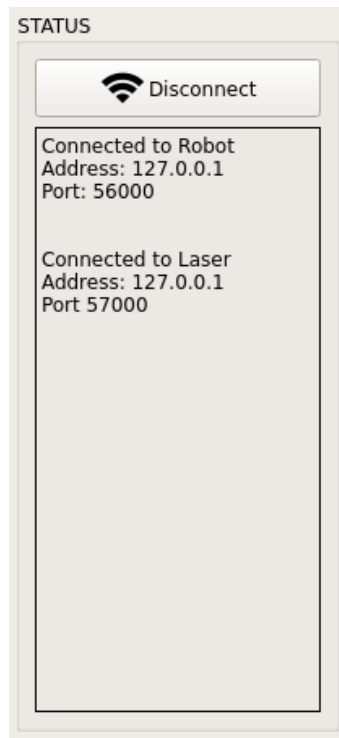 STATUS
Disconnect
Connected to Robot
Address: 127.0.0.1
Port: 56000
Connected to Laser
Address: 127.0.0.1
Port 57000